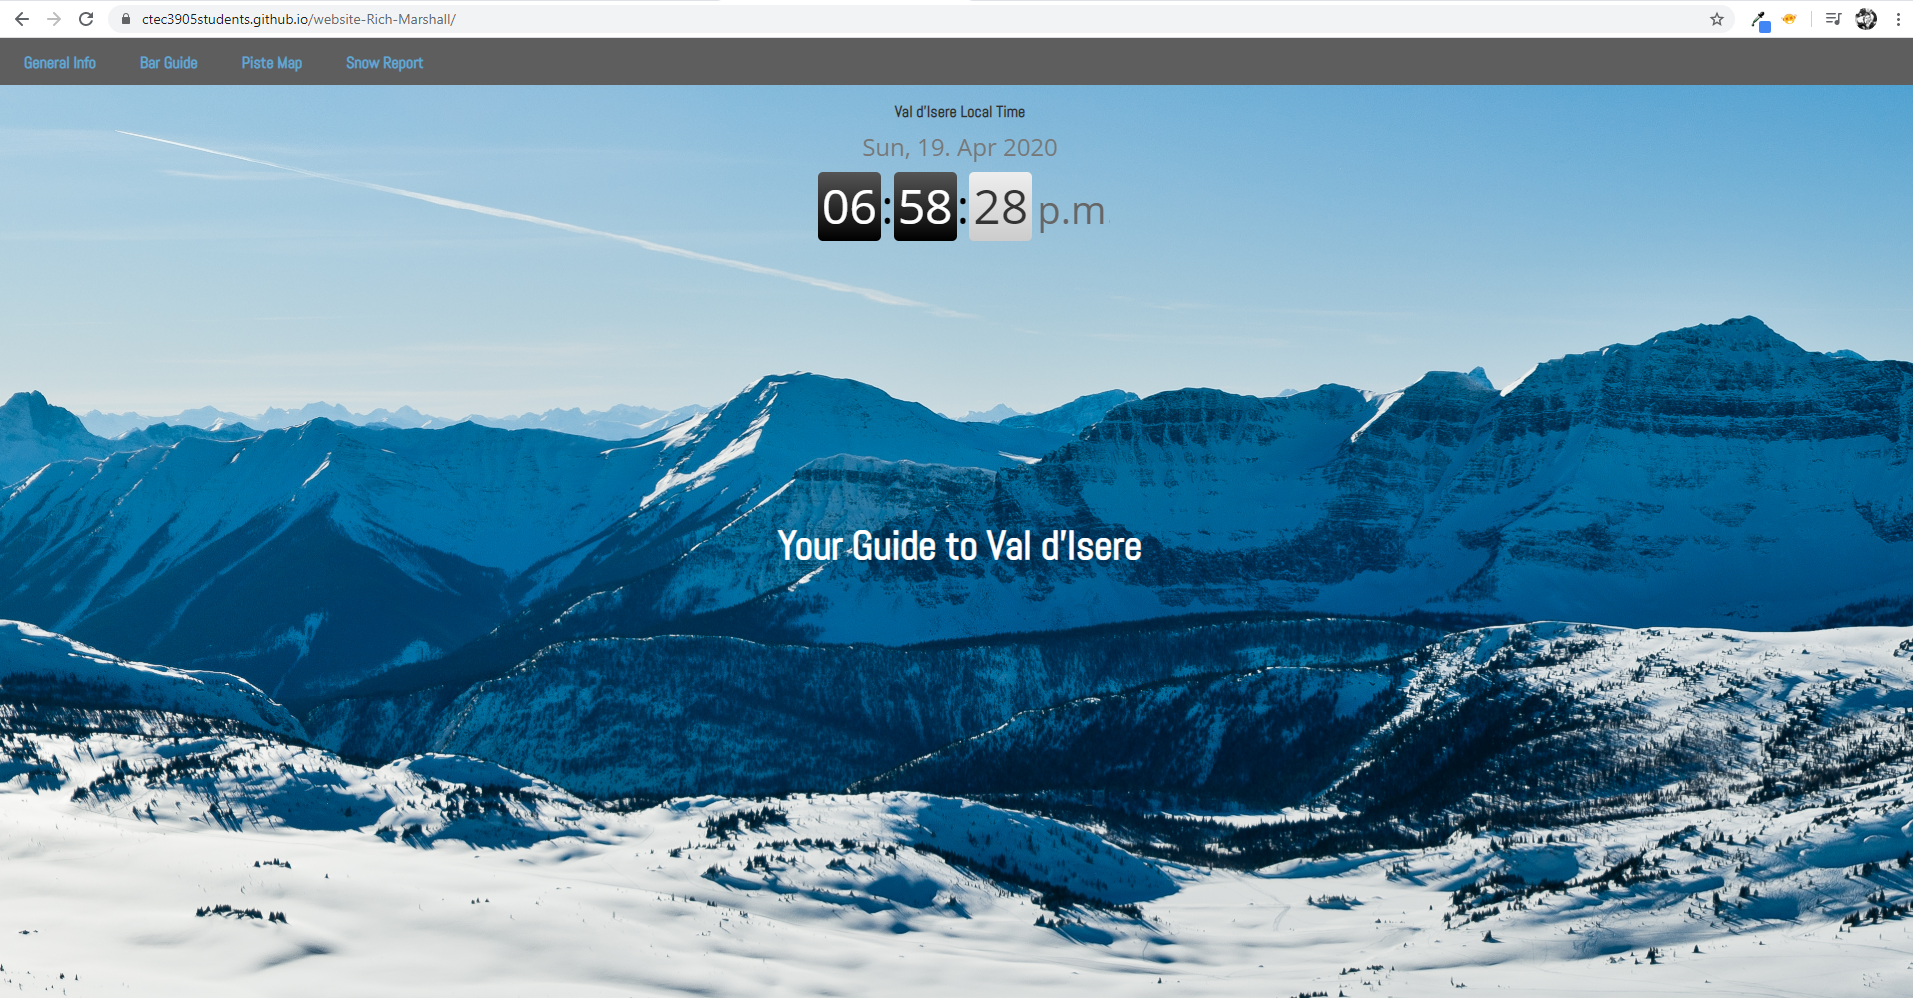 ctec3905students.github.io/website-Rich-Marshall/
General Info Bar Guide Piste Map Snow Report
Val d'Isere Local Time
Sun, 19. Apr 2020
06:58:28 p.m
Your Guide to Val d'Isere